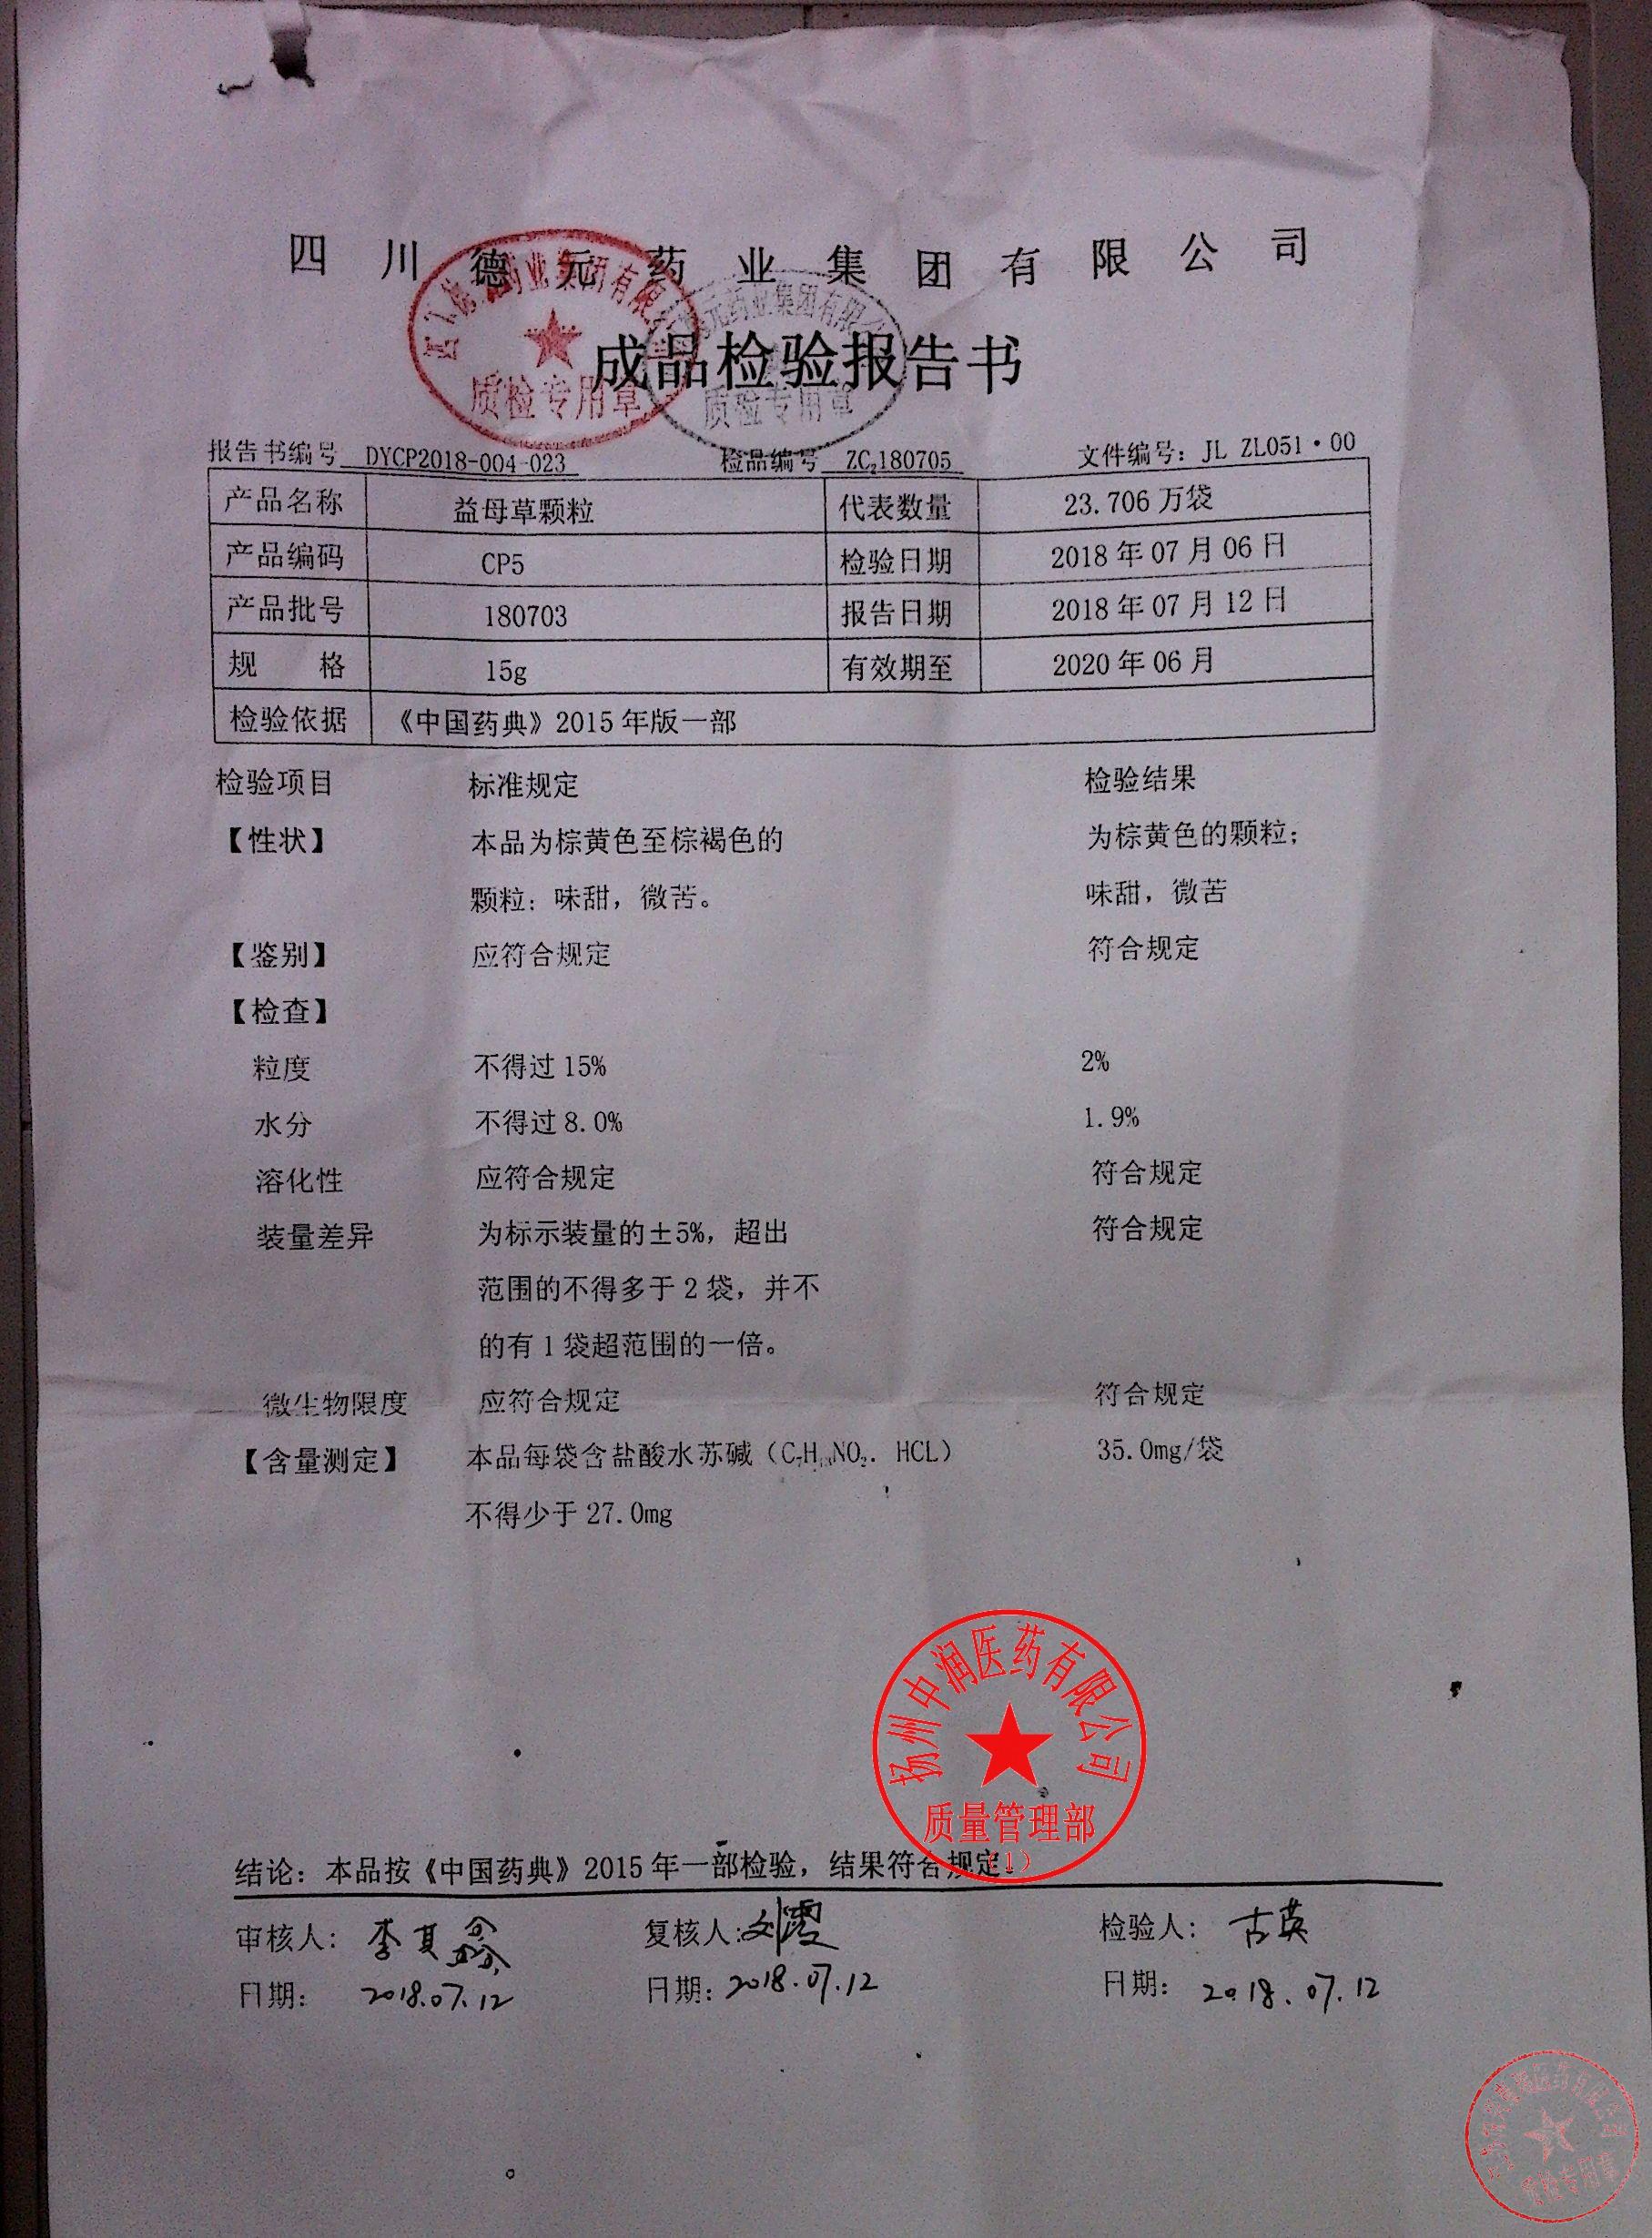 四川德元药业集团有限公司
成品检验报告书
质检专用章
质检专用章
报告书编号 DYCP2018-004-023 检品编号 ZC₂180705 文件编号：JL ZL051·00
产品名称 益母草颗粒 代表数量 23.706万袋
产品编码 CP5 检验日期 2018年07月06日
产品批号 180703 报告日期 2018年07月12日
规 格 15g 有效期至 2020年06月
检验依据 《中国药典》2015年版一部
检验项目 标准规定 检验结果
【性状】 本品为棕黄色至棕褐色的 为棕黄色的颗粒；
颗粒；味甜，微苦。 味甜，微苦
【鉴别】 应符合规定 符合规定
【检查】
粒度 不得过15% 2%
水分 不得过8.0% 1.9%
溶化性 应符合规定 符合规定
装量差异 为标示装量的±5%，超出 符合规定
范围的不得多于2袋，并不
的有1袋超范围的一倍。
微生物限度 应符合规定 符合规定
【含量测定】 本品每袋含盐酸水苏碱（C₇H₁₃NO₂．HCL） 35.0mg/袋
不得少于27.0mg
扬州中润医药有限公司
质量管理部
（1）
结论：本品按《中国药典》2015年一部检验，结果符合规定。
审核人： 李其 复核人：刘霞 检验人： 古英
日期： 2018.07.12 日期：2018.07.12 日期： 2018.07.12
质检专用章